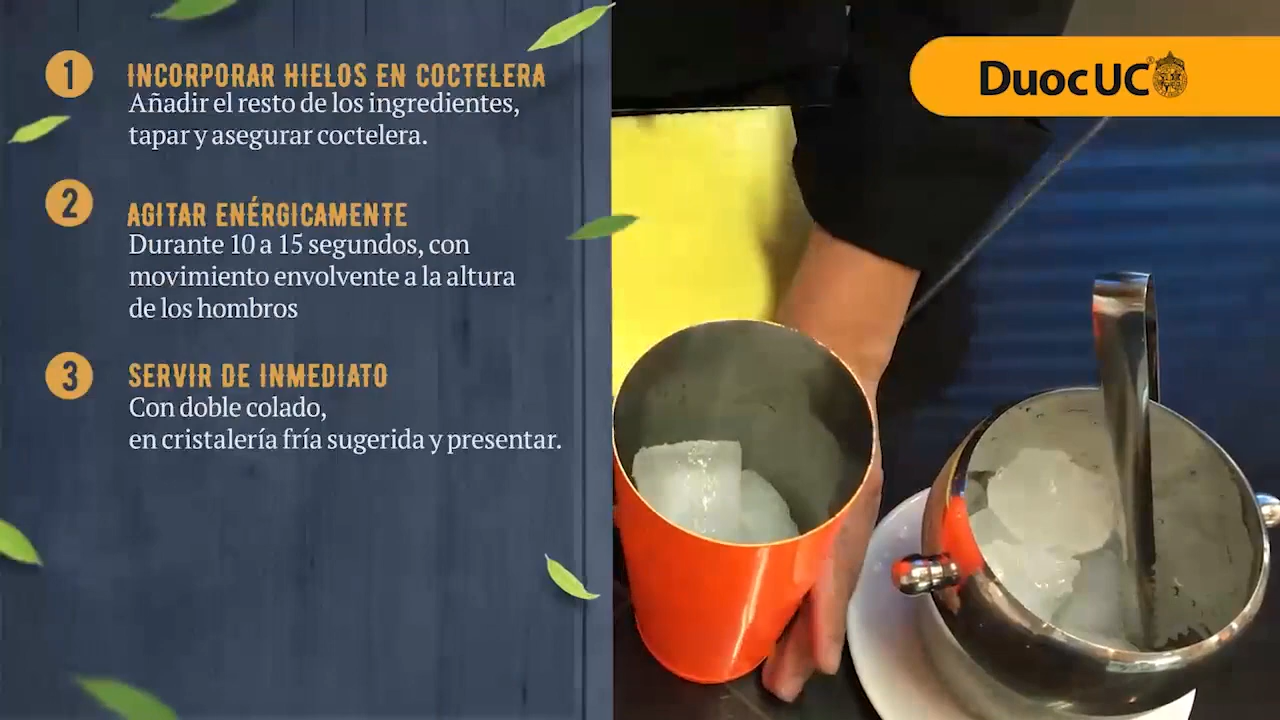 1
INCORPORAR HIELOS EN COCTELERA
Añadir el resto de los ingredientes,
tapar y asegurar coctelera.
2
AGITAR ENÉRGICAMENTE
Durante 10 a 15 segundos, con
movimiento envolvente a la altura
de los hombros
3
SERVIR DE INMEDIATO
Con doble colado,
en cristalería fría sugerida y presentar.
DuocUC®